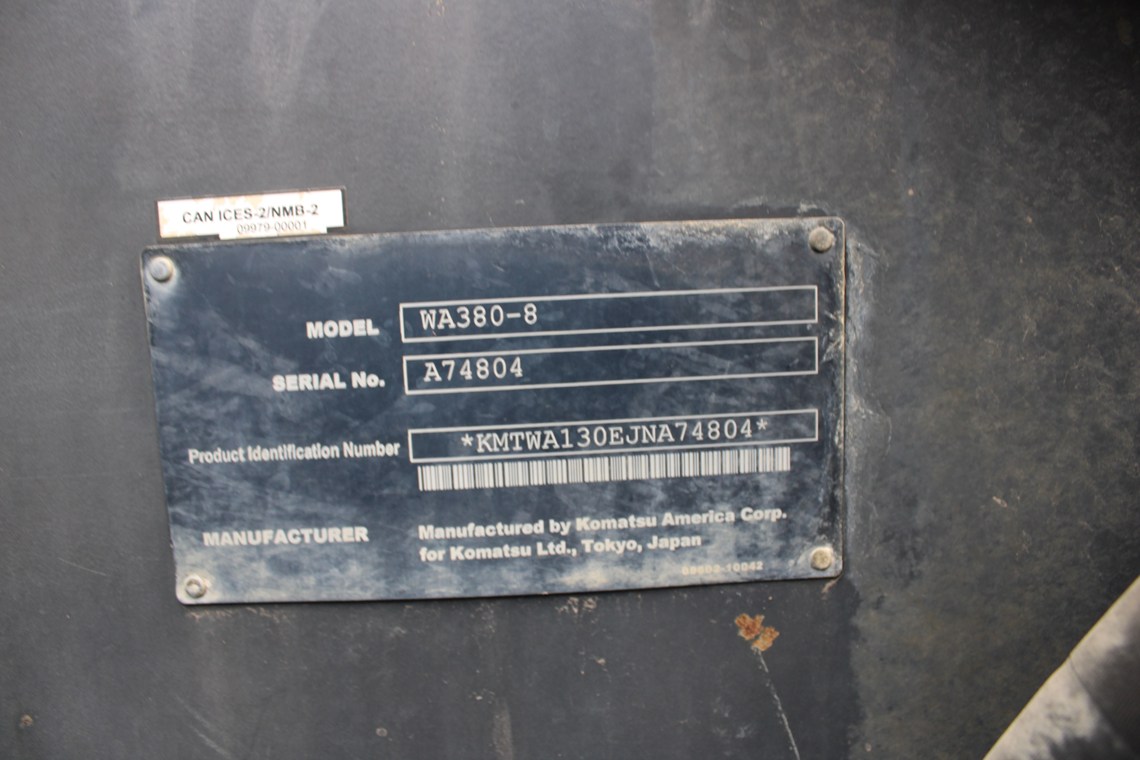 CAN ICES-2/NMB-2
09979-00001
MODEL WA380-8
SERIAL No. A74804
Product Identification Number *KMTWA130EJNA74804*
MANUFACTURER Manufactured by Komatsu America Corp.
for Komatsu Ltd., Tokyo, Japan